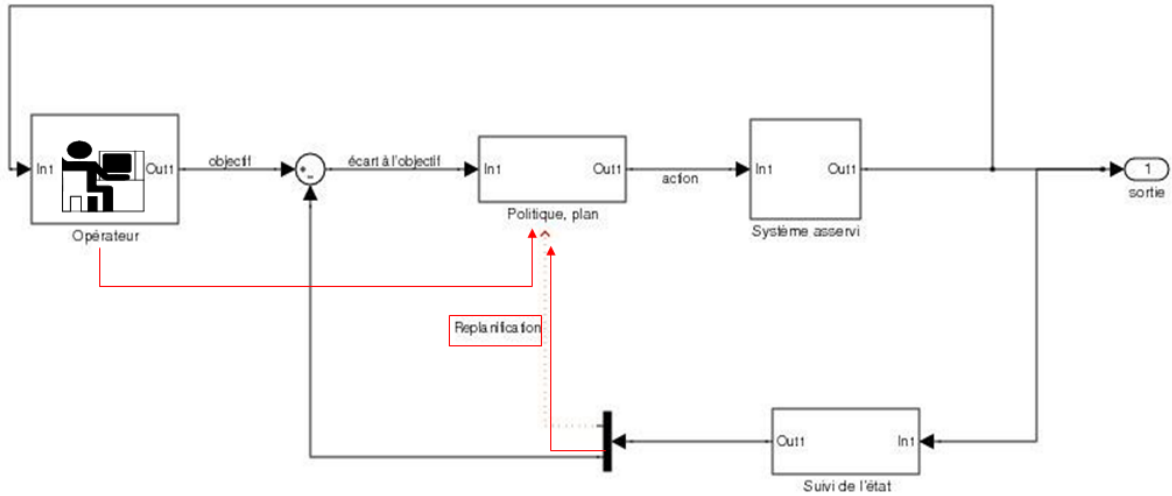 In1
Out1
Opérateur
objectif
+
-
écart à l'objectif
In1
Out1
Politique, plan
action
In1
Out1
Système asservi
1
sortie
Replanification
Out1
In1
Suivi de l'état